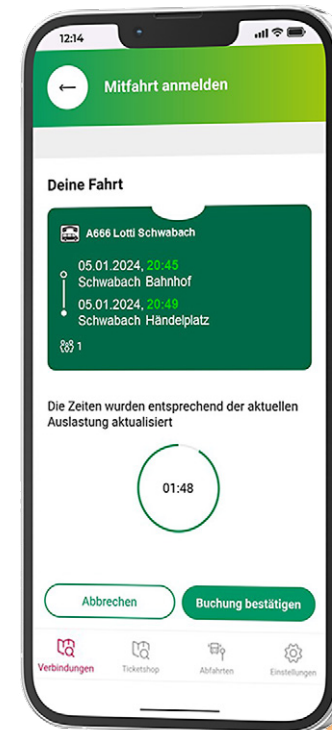 12:14
Mitfahrt anmelden
Deine Fahrt
A666 Lotti Schwabach
05.01.2024, 20:45
Schwabach Bahnhof
05.01.2024, 20:49
Schwabach Händelplatz
1
Die Zeiten wurden entsprechend der aktuellen
Auslastung aktualisiert
01:48
Abbrechen
Buchung bestätigen
Verbindungen
Ticketshop
Abfahrten
Einstellungen